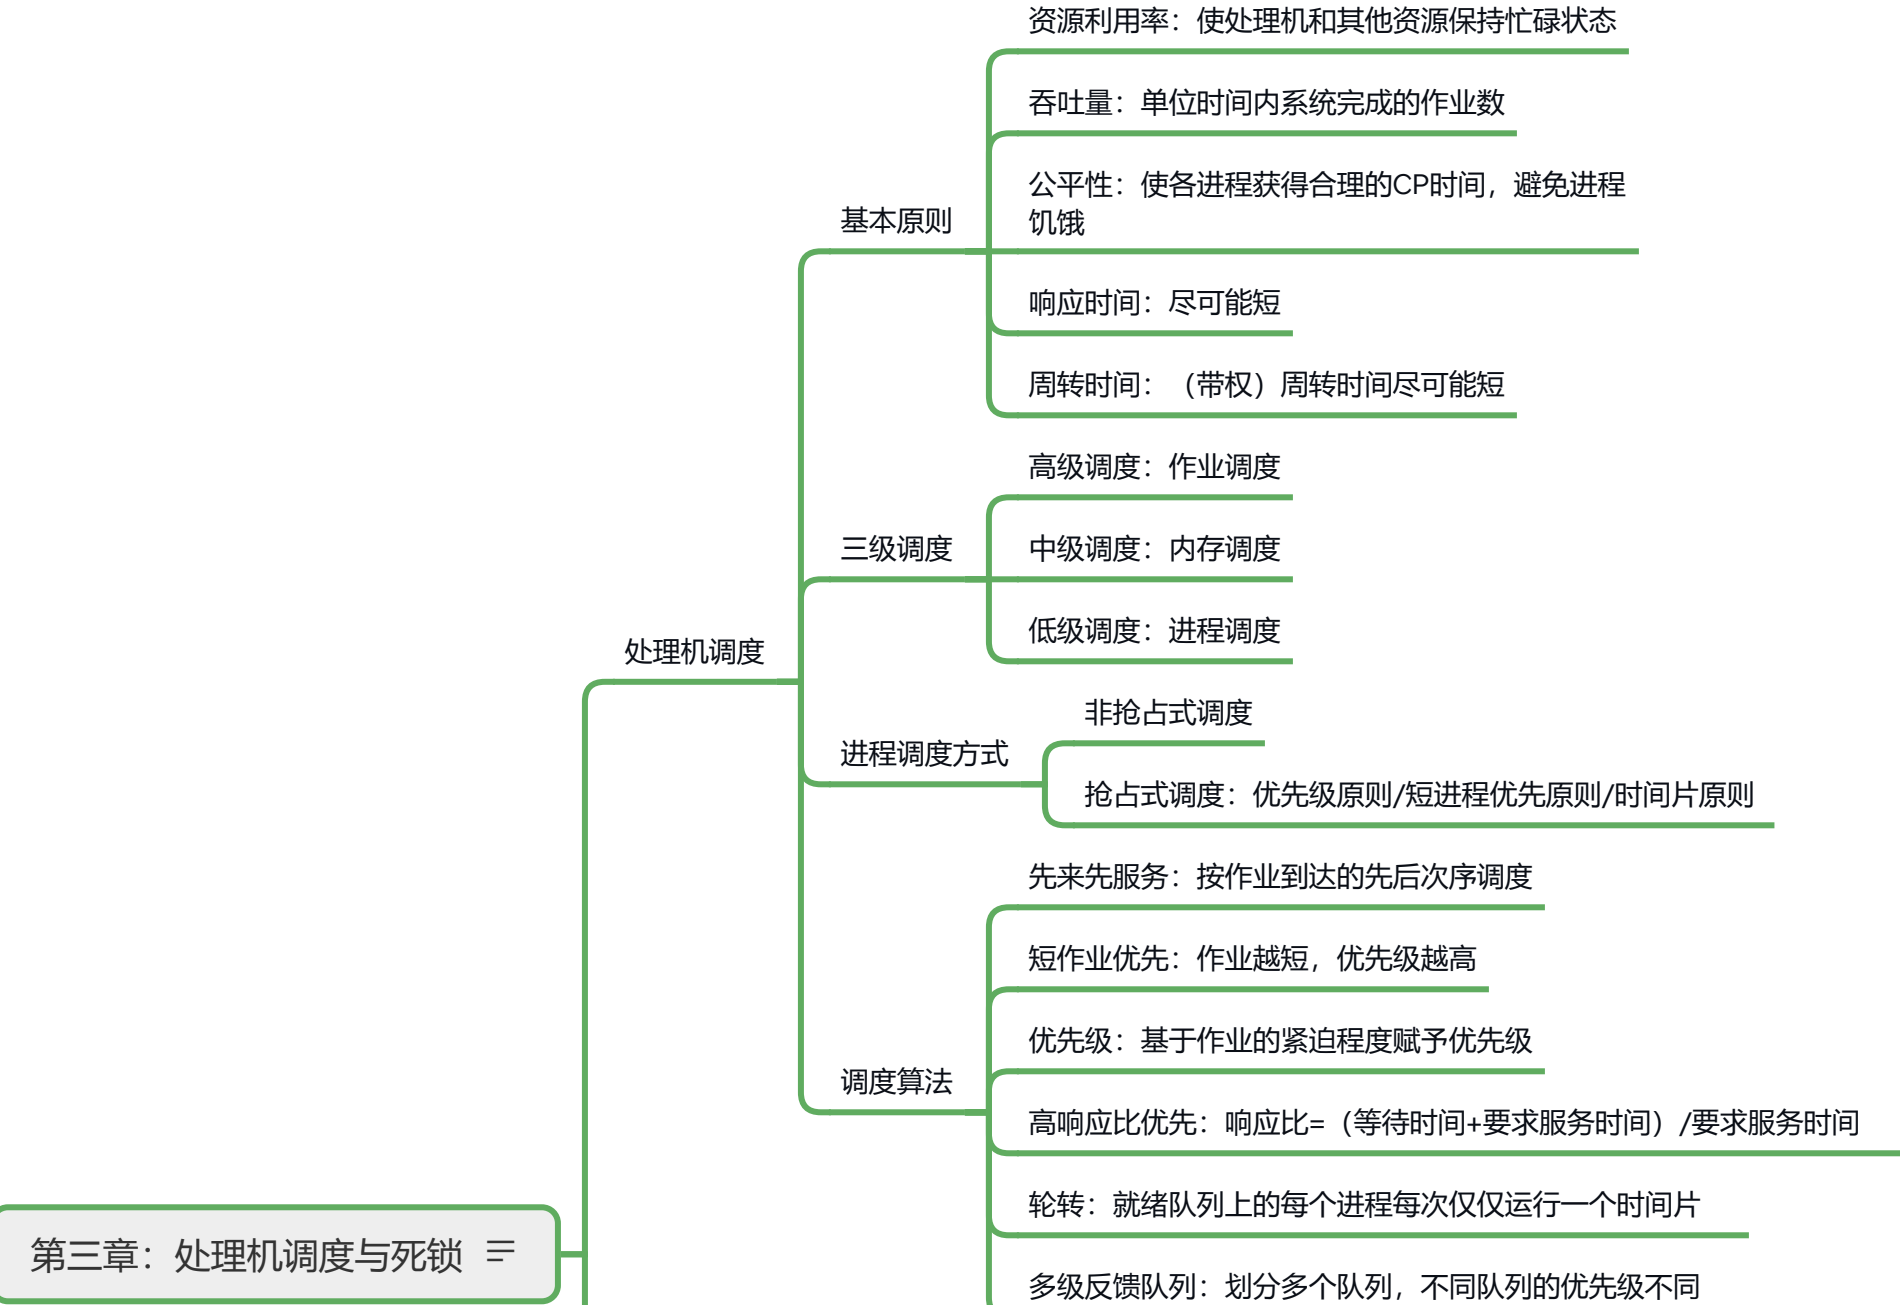 资源利用率：使处理机和其他资源保持忙碌状态
吞吐量：单位时间内系统完成的作业数
公平性：使各进程获得合理的CP时间，避免进程
饥饿
基本原则
响应时间：尽可能短
周转时间：（带权）周转时间尽可能短
高级调度：作业调度
三级调度
中级调度：内存调度
低级调度：进程调度
处理机调度
非抢占式调度
进程调度方式
抢占式调度：优先级原则/短进程优先原则/时间片原则
先来先服务：按作业到达的先后次序调度
短作业优先：作业越短，优先级越高
优先级：基于作业的紧迫程度赋予优先级
调度算法
高响应比优先：响应比=（等待时间+要求服务时间）/要求服务时间
轮转：就绪队列上的每个进程每次仅仅运行一个时间片
第三章：处理机调度与死锁
多级反馈队列：划分多个队列，不同队列的优先级不同